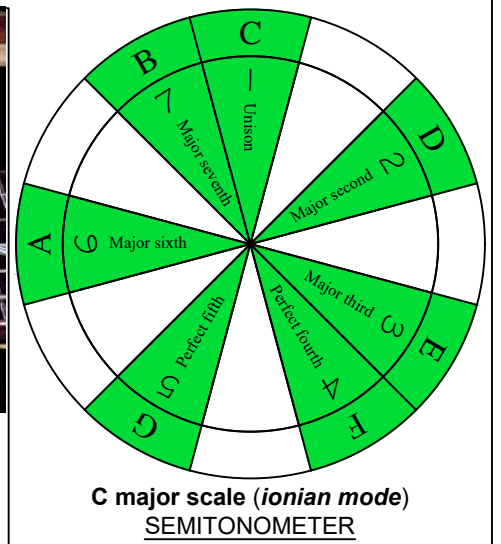 C
1 Unison
D
2 Major second
E
3 Major third
F
4 Perfect fourth
G
5 Perfect fifth
A
6 Major sixth
B
7 Major seventh
C major scale (ionian mode)
SEMITONOMETER